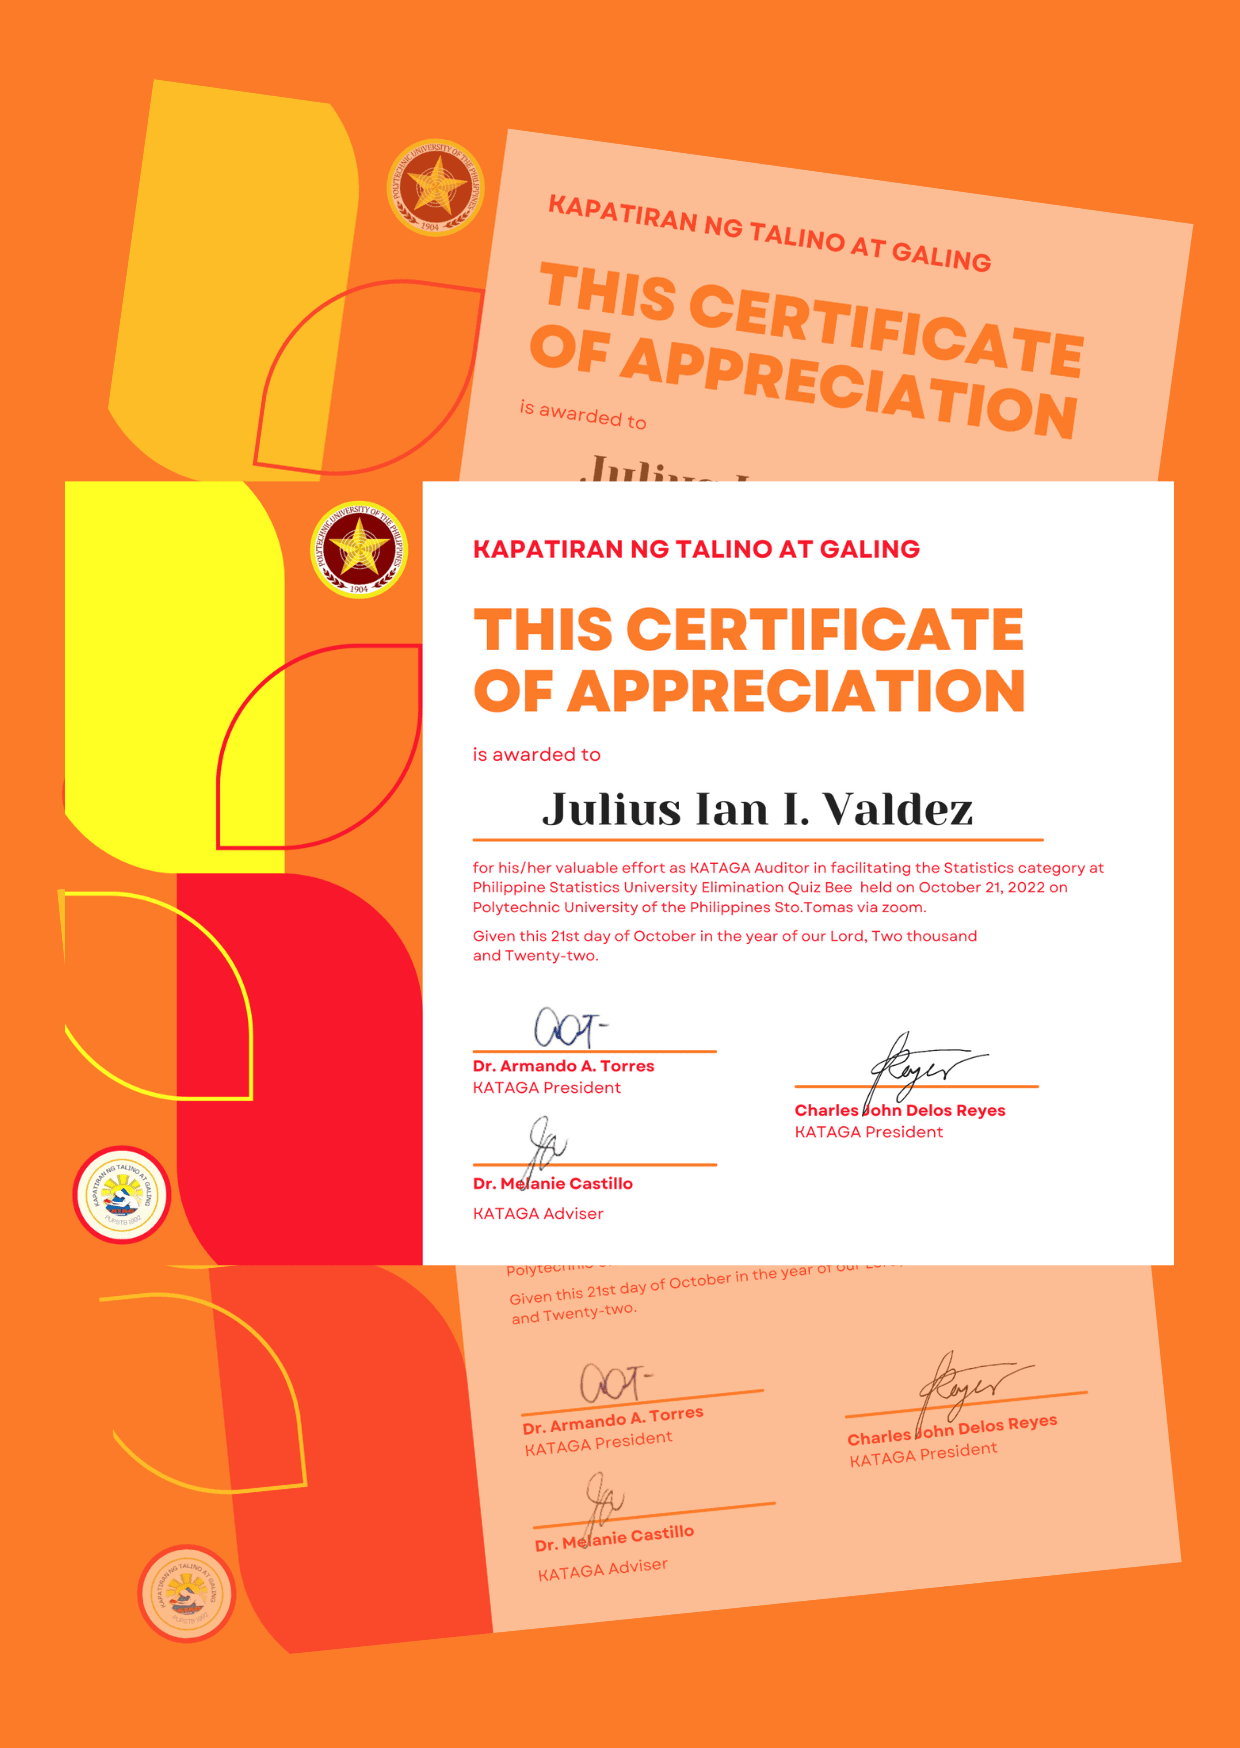 POLYTECHNIC UNIVERSITY OF THE PHILIPPINES
1904
KAPATIRAN NG TALINO AT GALING
THIS CERTIFICATE
OF APPRECIATION
is awarded to
Julius I
POLYTECHNIC UNIVERSITY OF THE PHILIPPINES
1904
KAPATIRAN NG TALINO AT GALING
THIS CERTIFICATE
OF APPRECIATION
is awarded to
Julius Ian I. Valdez
for his/her valuable effort as KATAGA Auditor in facilitating the Statistics category at
Philippine Statistics University Elimination Quiz Bee held on October 21, 2022 on
Polytechnic University of the Philippines Sto.Tomas via zoom.
Given this 21st day of October in the year of our Lord, Two thousand
and Twenty-two.
Dr. Armando A. Torres
KATAGA President
Charles John Delos Reyes
KATAGA President
Dr. Melanie Castillo
KATAGA Adviser
KAPATIRAN NG TALINO AT GALING
PUPSTB 1992
Polytechnic
Given this 21st day of October in the year of our Lord,
and Twenty-two.
Dr. Armando A. Torres
KATAGA President
Charles John Delos Reyes
KATAGA President
Dr. Melanie Castillo
KATAGA Adviser
KAPATIRAN NG TALINO AT GALING
PUPSTB 1992